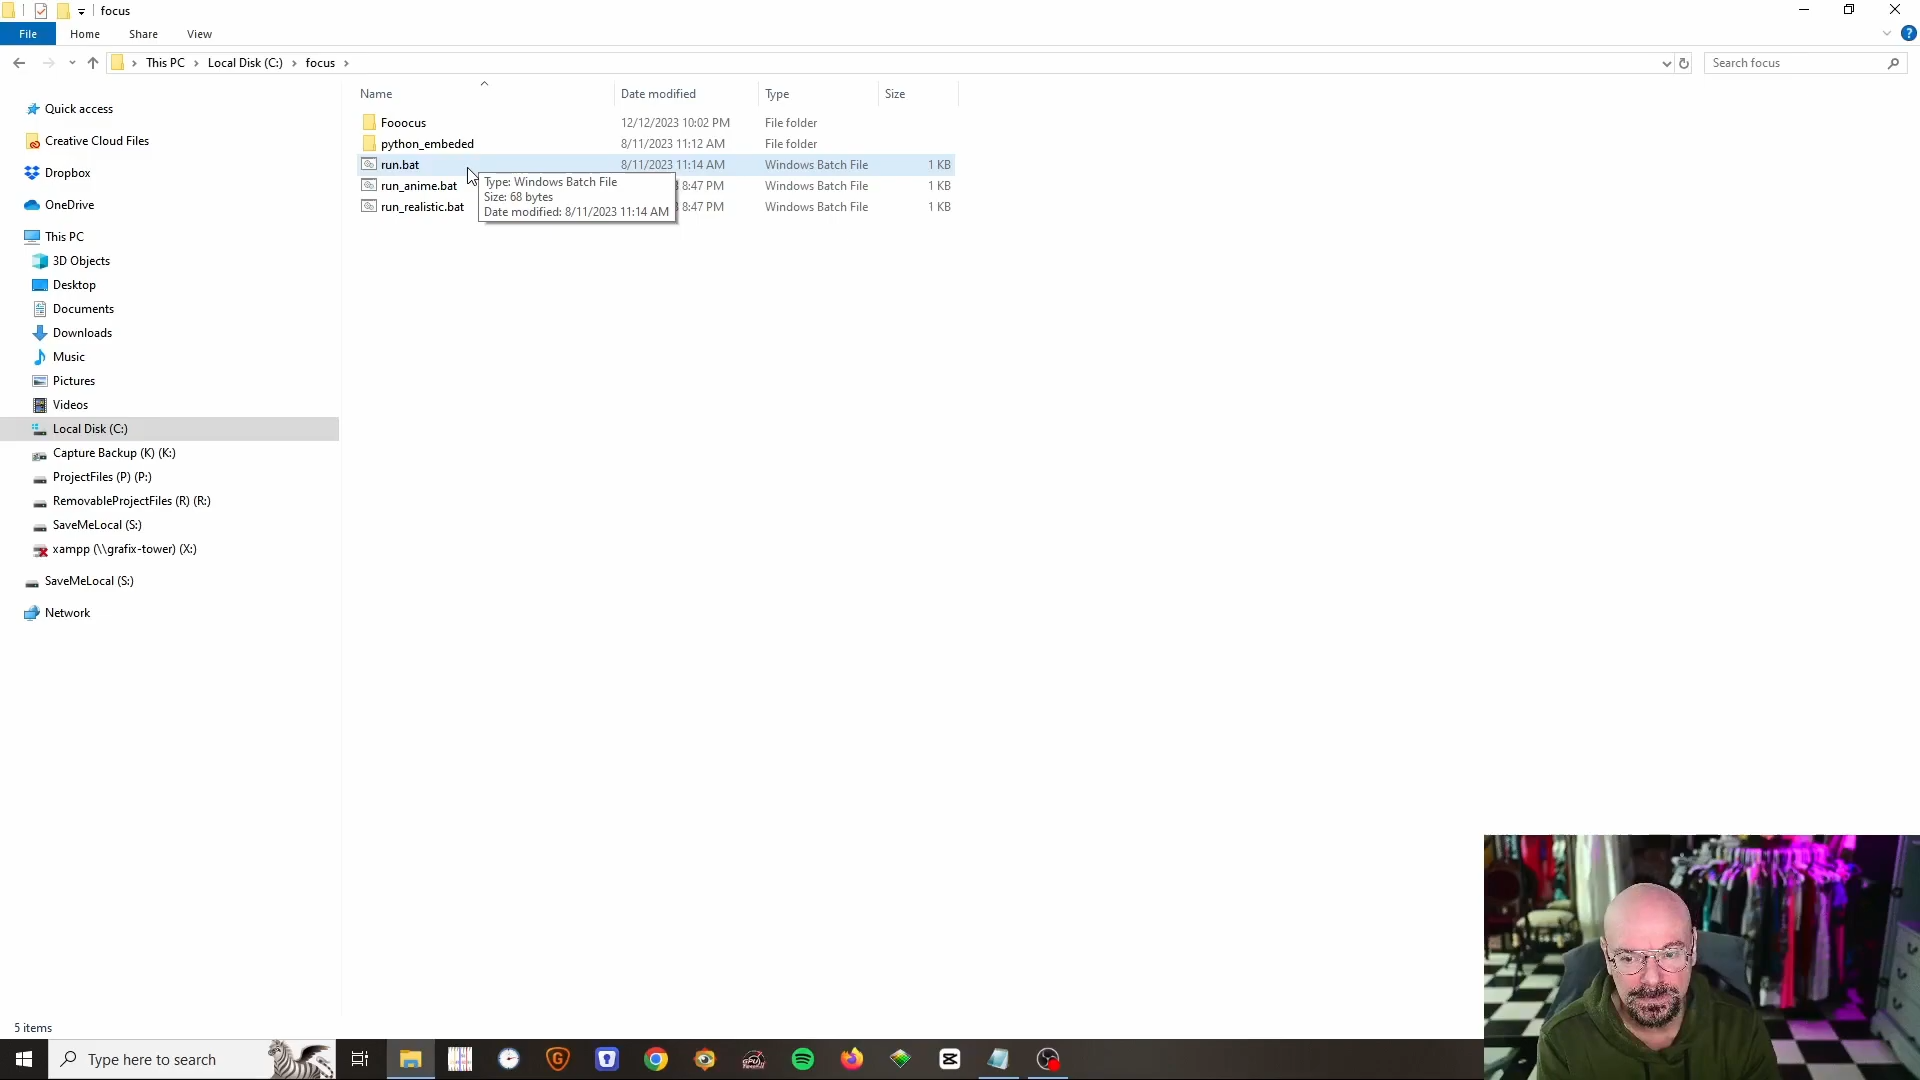 focus
File Home Share View
This PC Local Disk (C:) focus
Search focus
Name Date modified Type Size
Quick access
Creative Cloud Files
Dropbox
OneDrive
This PC
3D Objects
Desktop
Documents
Downloads
Music
Pictures
Videos
Local Disk (C:)
Capture Backup (K) (K:)
ProjectFiles (P) (P:)
RemovableProjectFiles (R) (R:)
SaveMeLocal (S:)
xampp (\\grafix-tower) (X:)
SaveMeLocal (S:)
Network
Fooocus 12/12/2023 10:02 PM File folder
python_embeded 8/11/2023 11:12 AM File folder
run.bat 8/11/2023 11:14 AM Windows Batch File 1 KB
run_anime.bat 8:47 PM Windows Batch File 1 KB
run_realistic.bat 8:47 PM Windows Batch File 1 KB
Type: Windows Batch File
Size: 68 bytes
Date modified: 8/11/2023 11:14 AM
5 items
Type here to search